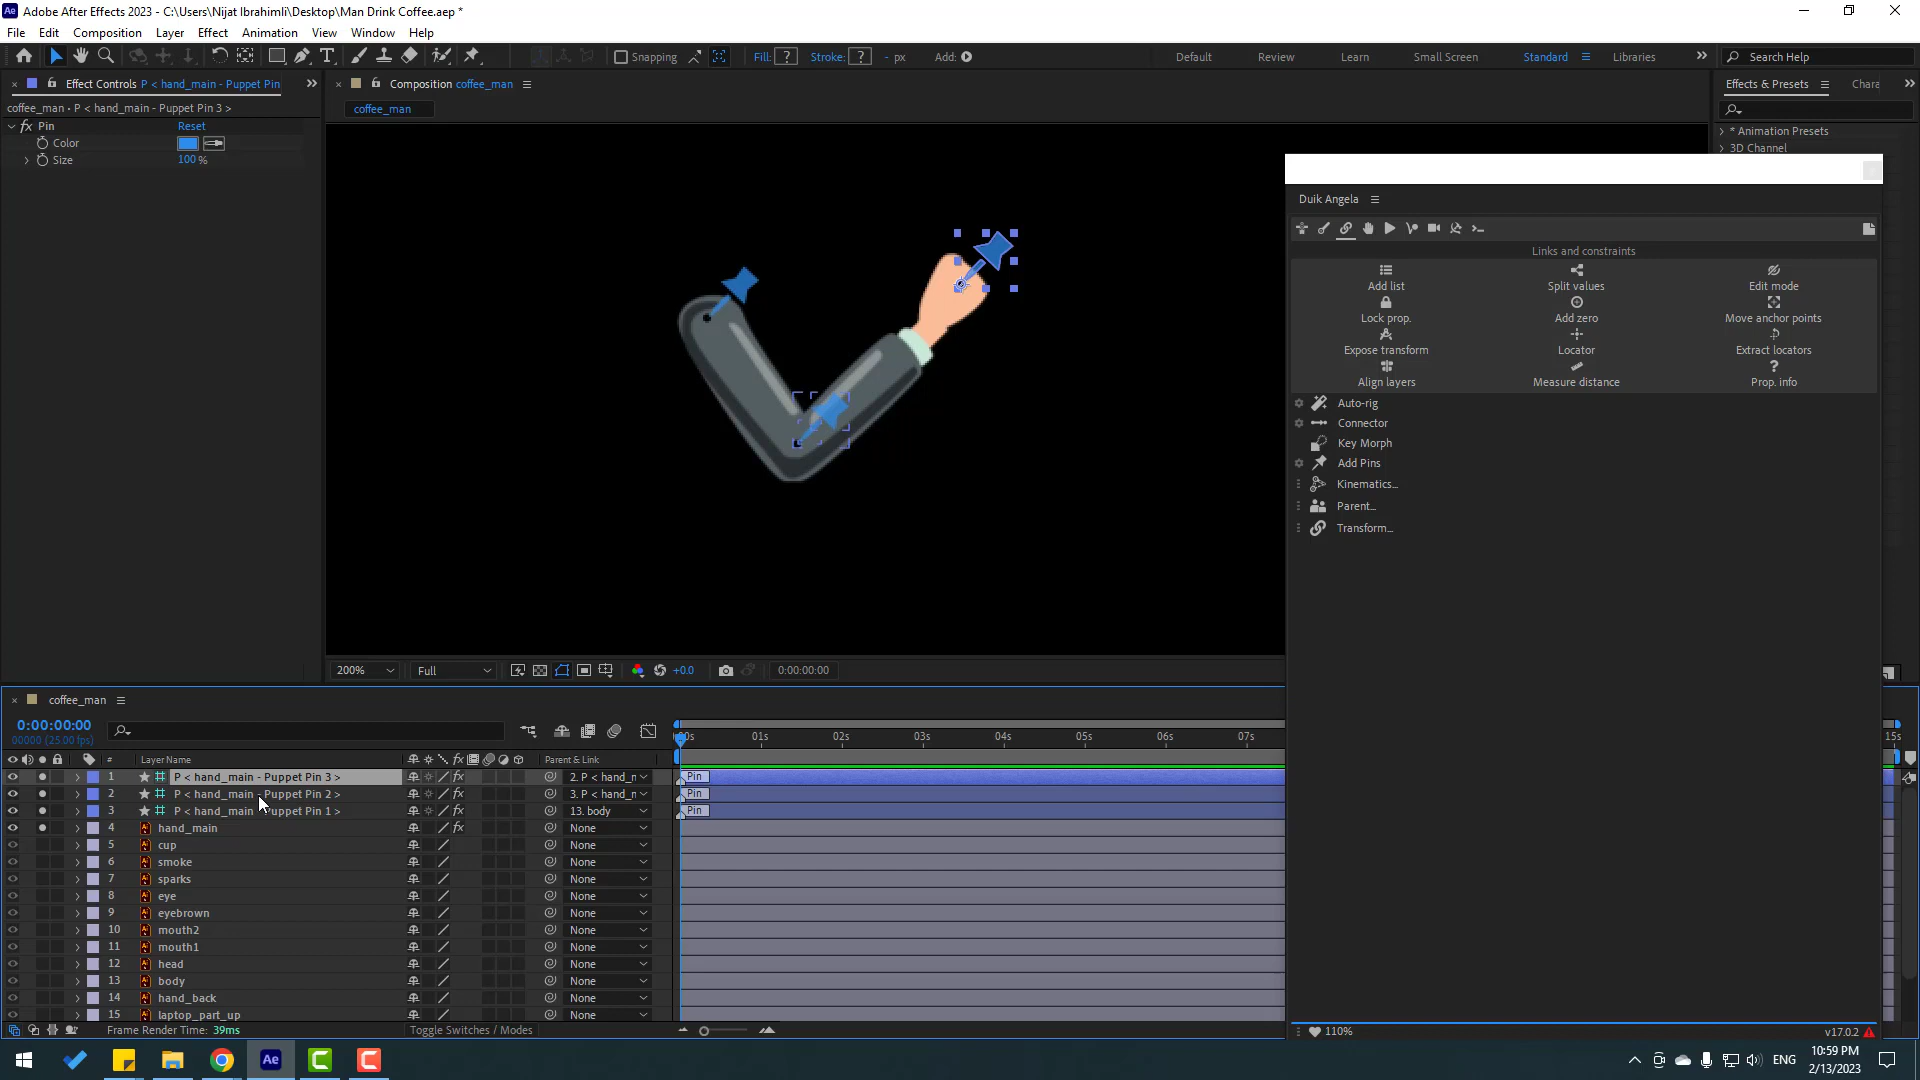 Adobe After Effects 2023 - C:\Users\Nijat Ibrahimli\Desktop\Man Drink Coffee.aep *
File Edit Composition Layer Effect Animation View Window Help
Snapping Fill: ? Stroke: ? - px Add: Default Review Learn Small Screen Standard Libraries Search Help
Effect Controls P < hand_main - Puppet Pin
Composition coffee_man
Effects & Presets Chara
coffee_man • P < hand_main - Puppet Pin 3 >
coffee_man
fx Pin Reset
Color
Size 100 %
* Animation Presets
3D Channel
Duik Angela
Links and constraints
Add list Split values Edit mode
Lock prop. Add zero Move anchor points
Expose transform Locator Extract locators
Align layers Measure distance Prop. info
Auto-rig
Connector
Key Morph
Add Pins
Kinematics...
Parent...
Transform...
200% Full +0.0 0:00:00:00
coffee_man
0:00:00:00
00000 (25.00 fps)
00s 01s 02s 03s 04s 05s 06s 07s 15s
# Layer Name fx Parent & Link
1 P < hand_main - Puppet Pin 3 > fx 2. P < hand_r Pin
2 P < hand_main - Puppet Pin 2 > fx 3. P < hand_r Pin
3 P < hand_main - Puppet Pin 1 > fx 13. body Pin
4 hand_main fx None
5 cup None
6 smoke None
7 sparks None
8 eye None
9 eyebrown None
10 mouth2 None
11 mouth1 None
12 head None
13 body None
14 hand_back None
15 laptop_part_up None
Frame Render Time: 39ms Toggle Switches / Modes
110% v17.0.2
ENG
10:59 PM
2/13/2023